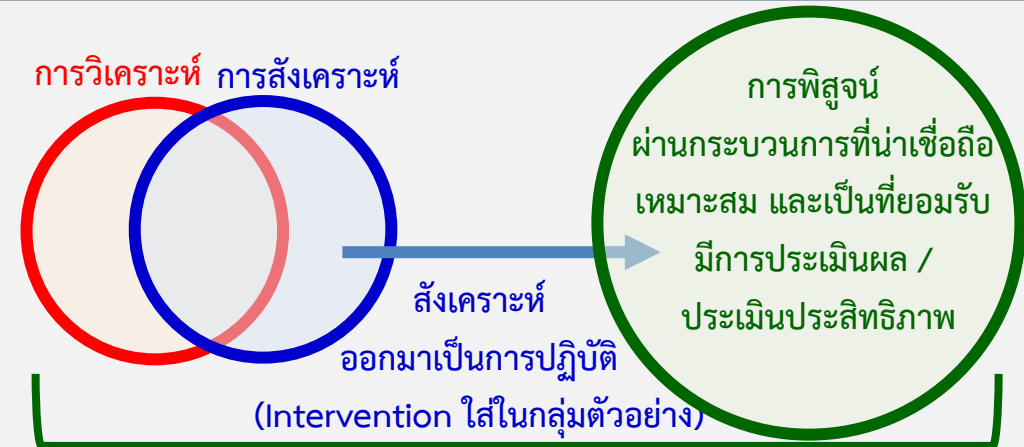 การวิเคราะห์
การสังเคราะห์
การพิสูจน์
ผ่านกระบวนการที่น่าเชื่อถือ
เหมาะสม และเป็นที่ยอมรับ
มีการประเมินผล /
ประเมินประสิทธิภาพ
สังเคราะห์
ออกมาเป็นการปฏิบัติ
(Intervention ใส่ในกลุ่มตัวอย่าง)